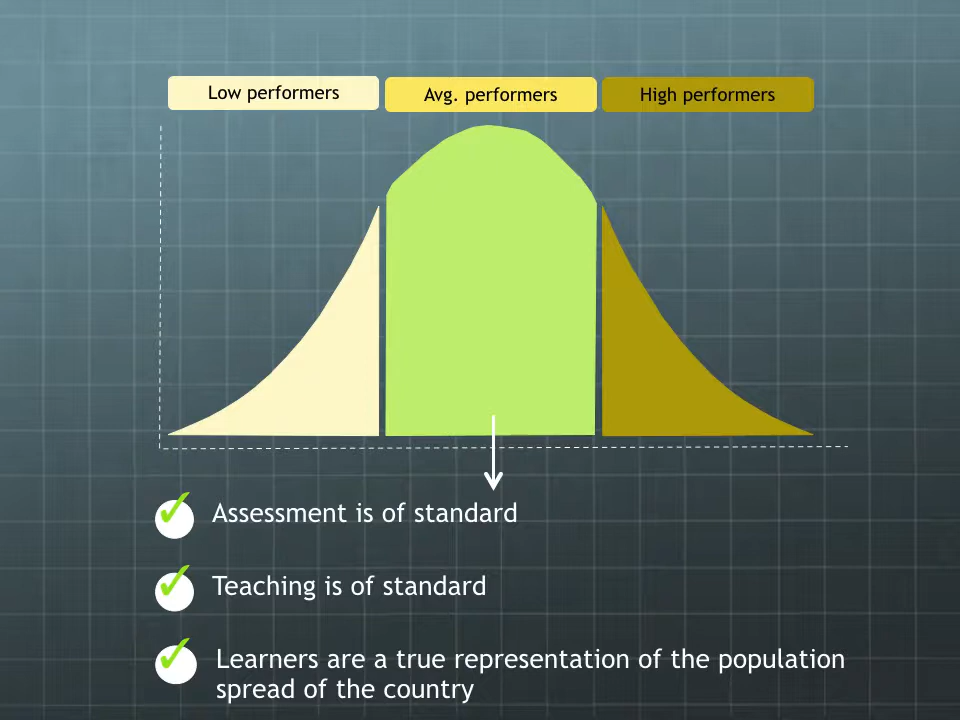 Low performers
Avg. performers
High performers
Assessment is of standard
Teaching is of standard
Learners are a true representation of the population
spread of the country